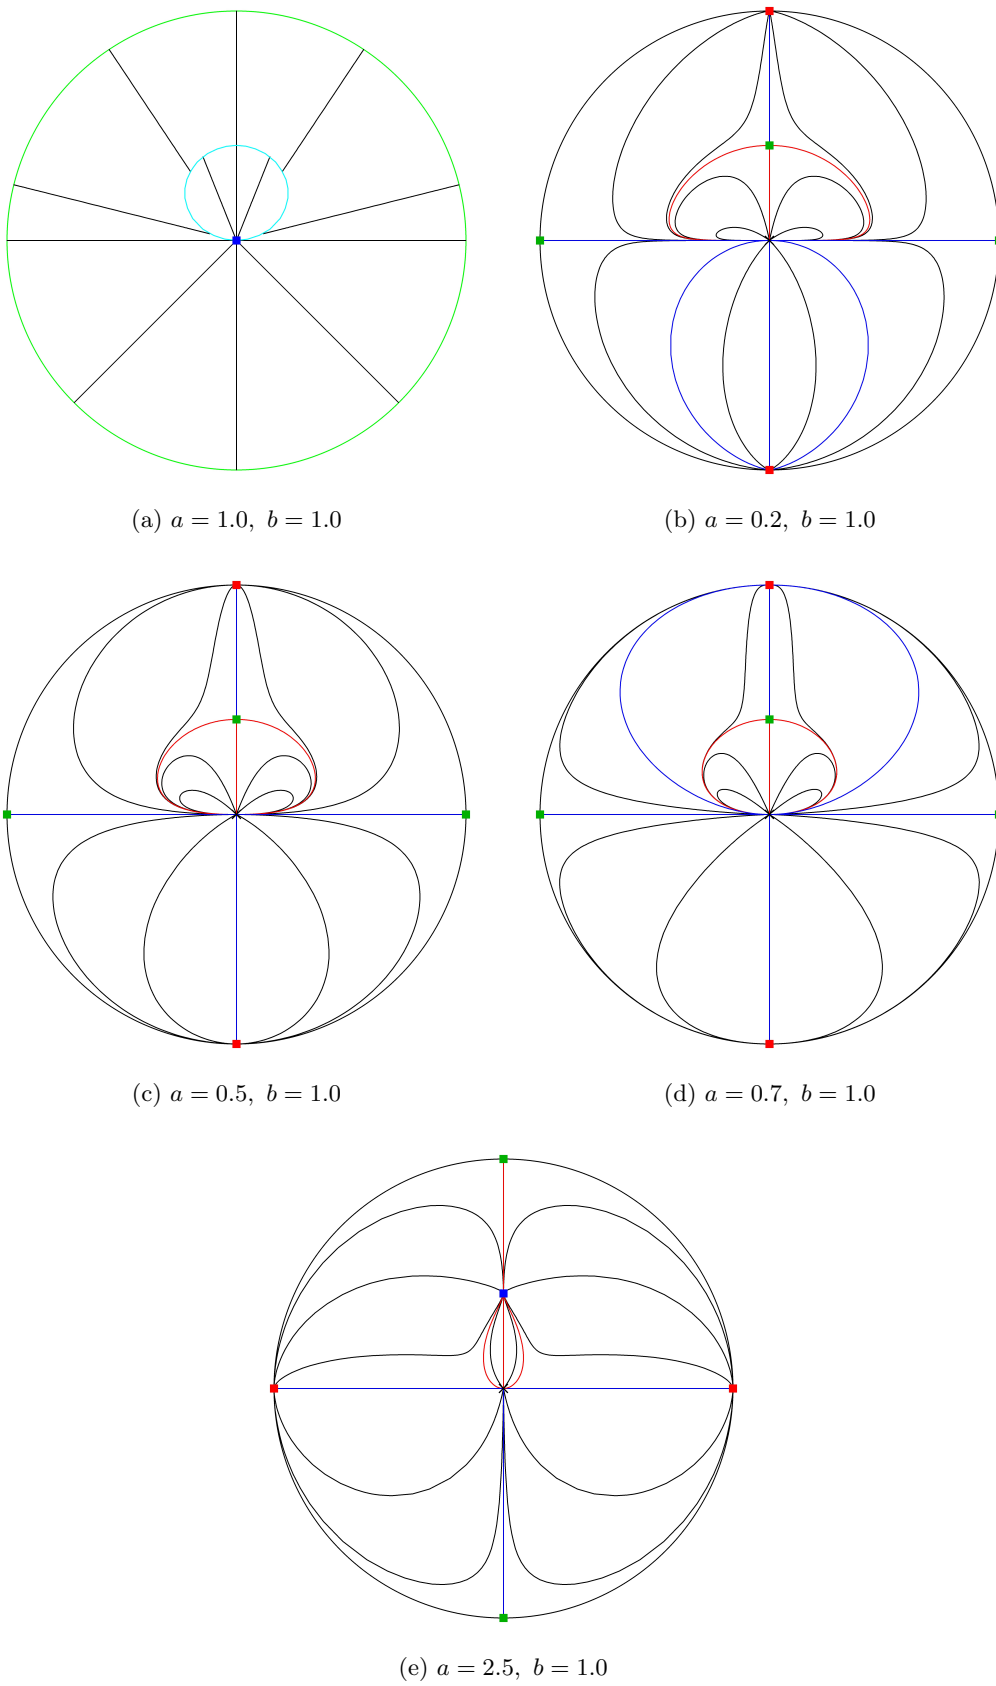 (a) a = 1.0, b = 1.0
(b) a = 0.2, b = 1.0
(c) a = 0.5, b = 1.0
(d) a = 0.7, b = 1.0
(e) a = 2.5, b = 1.0